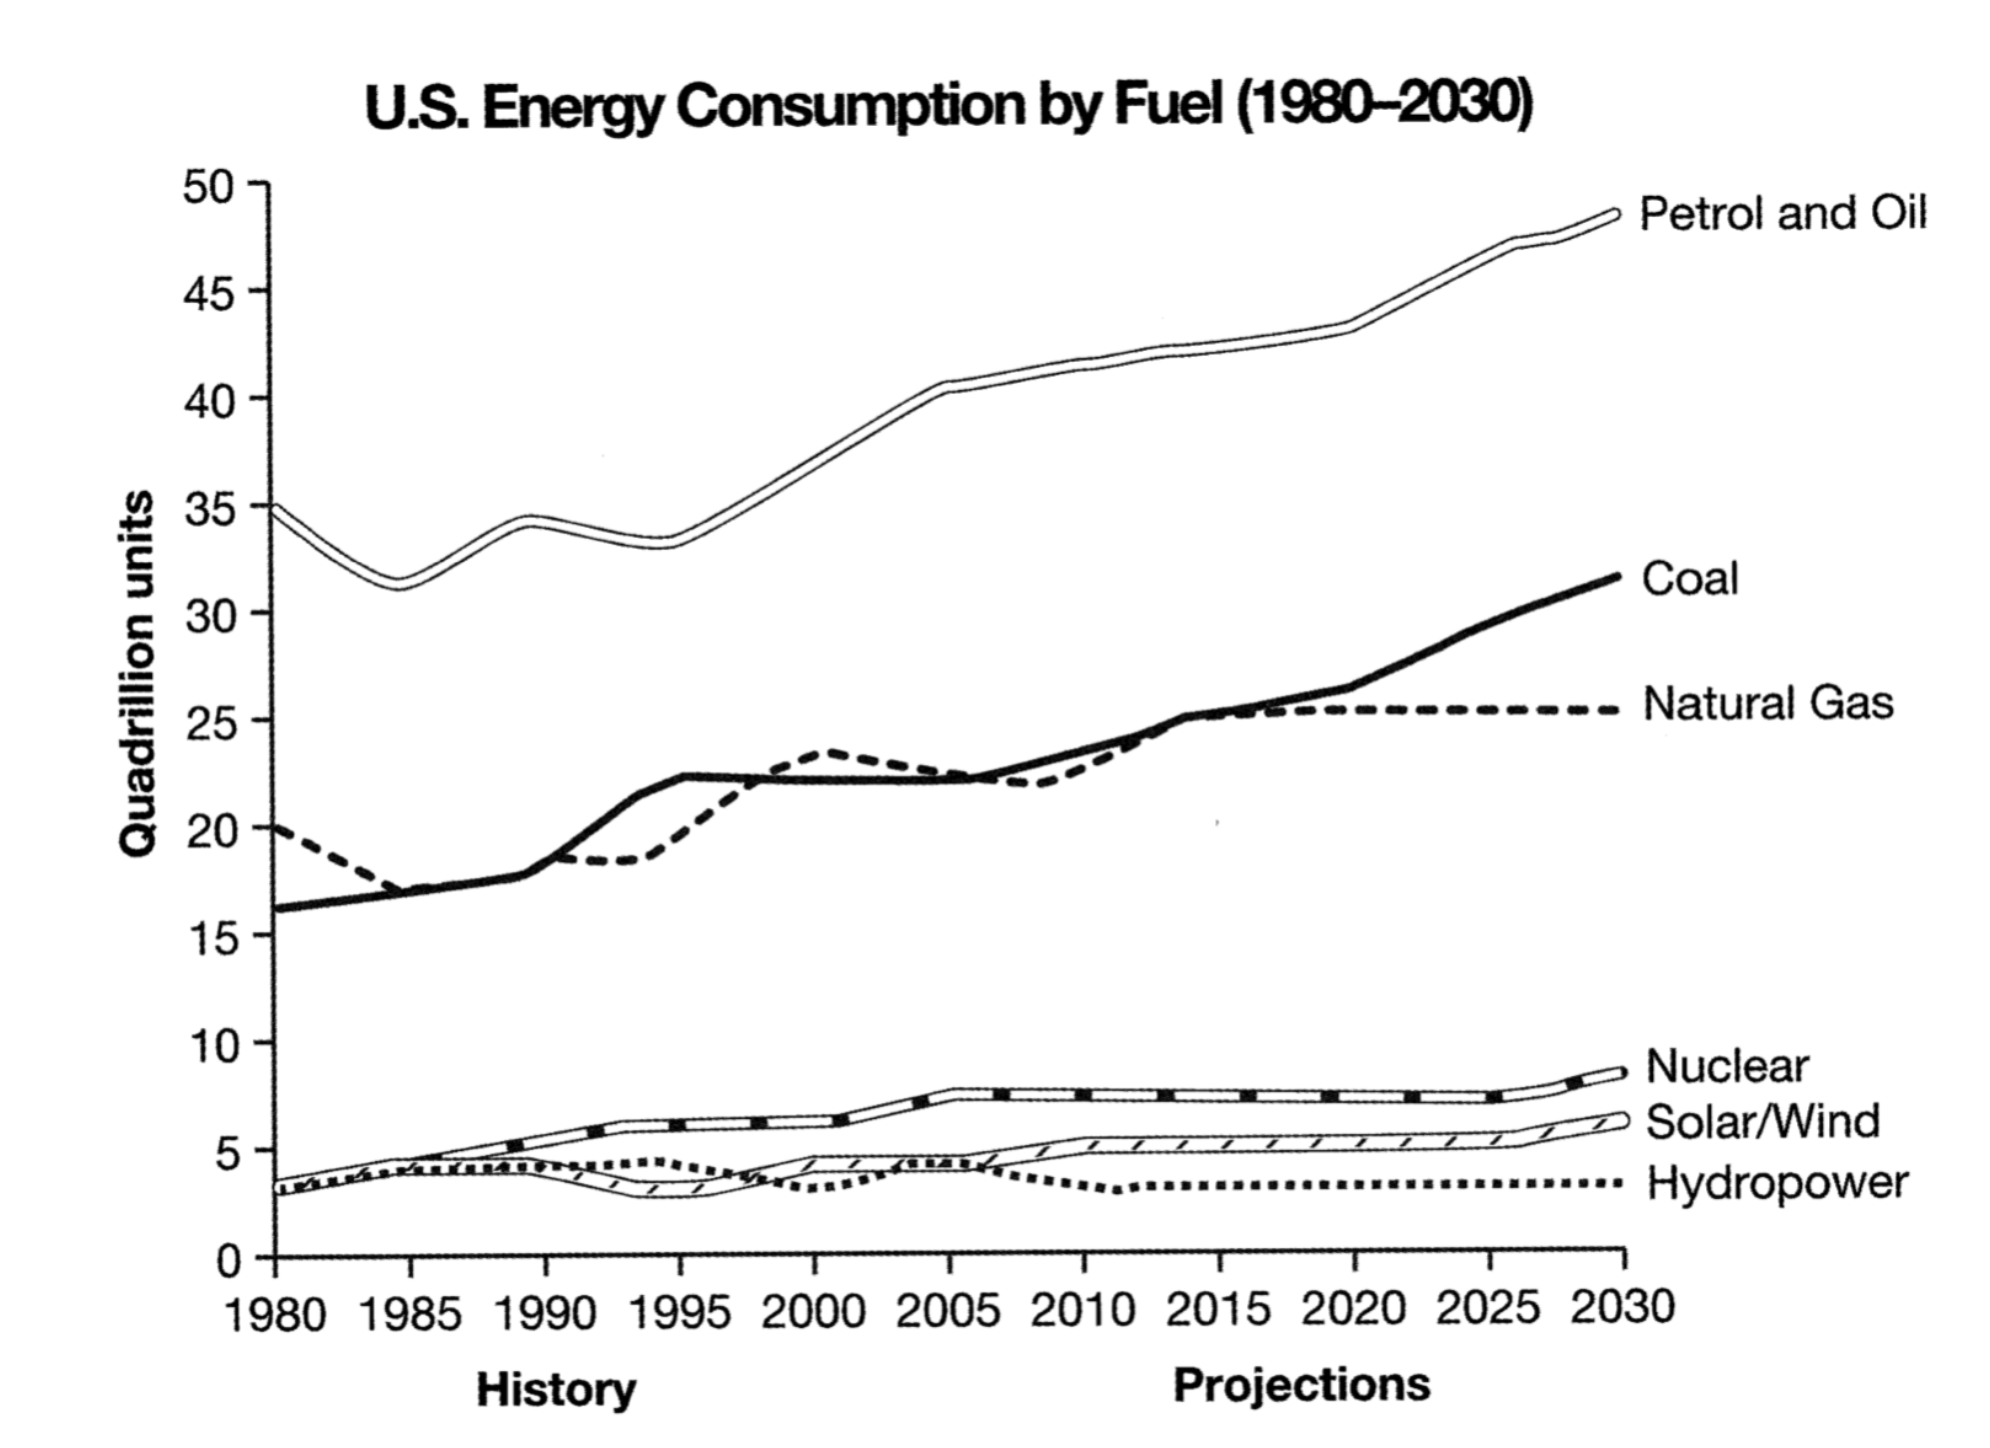 U.S. Energy Consumption by Fuel (1980–2030)
50
45
40
35
30
25
20
15
10
5
0
Quadrillion units
Petrol and Oil
Coal
Natural Gas
Nuclear
Solar/Wind
Hydropower
1980 1985 1990 1995 2000 2005 2010 2015 2020 2025 2030
History Projections